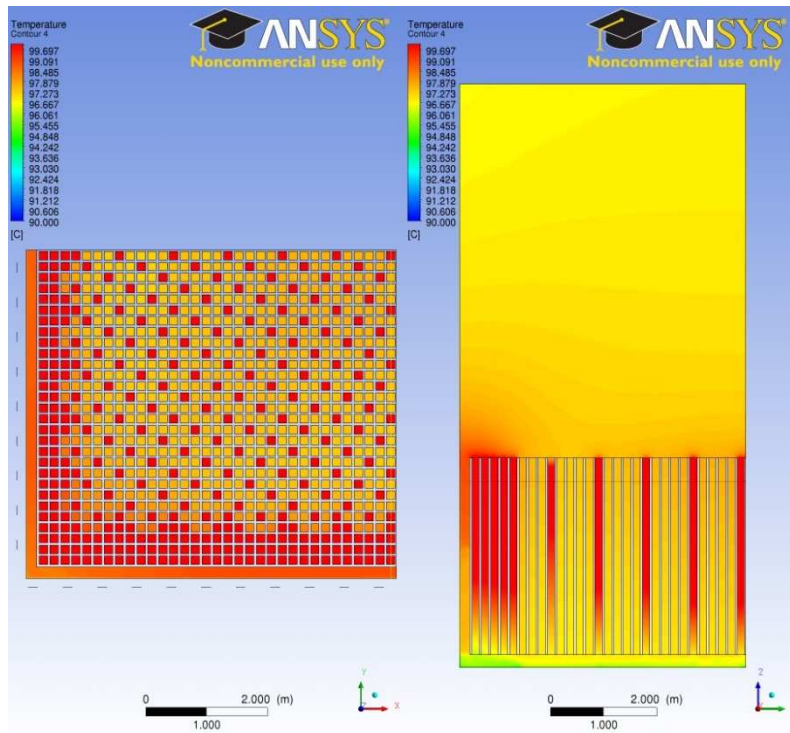 Temperature
Contour 4
99.697
99.091
98.485
97.879
97.273
96.667
96.061
95.455
94.848
94.242
93.636
93.030
92.424
91.818
91.212
90.606
90.000
[C]
ANSYS
Noncommercial use only
0 2.000 (m)
1.000
Y
X
Z
Temperature
Contour 4
99.697
99.091
98.485
97.879
97.273
96.667
96.061
95.455
94.848
94.242
93.636
93.030
92.424
91.818
91.212
90.606
90.000
[C]
ANSYS
Noncommercial use only
0 2.000 (m)
1.000
Z